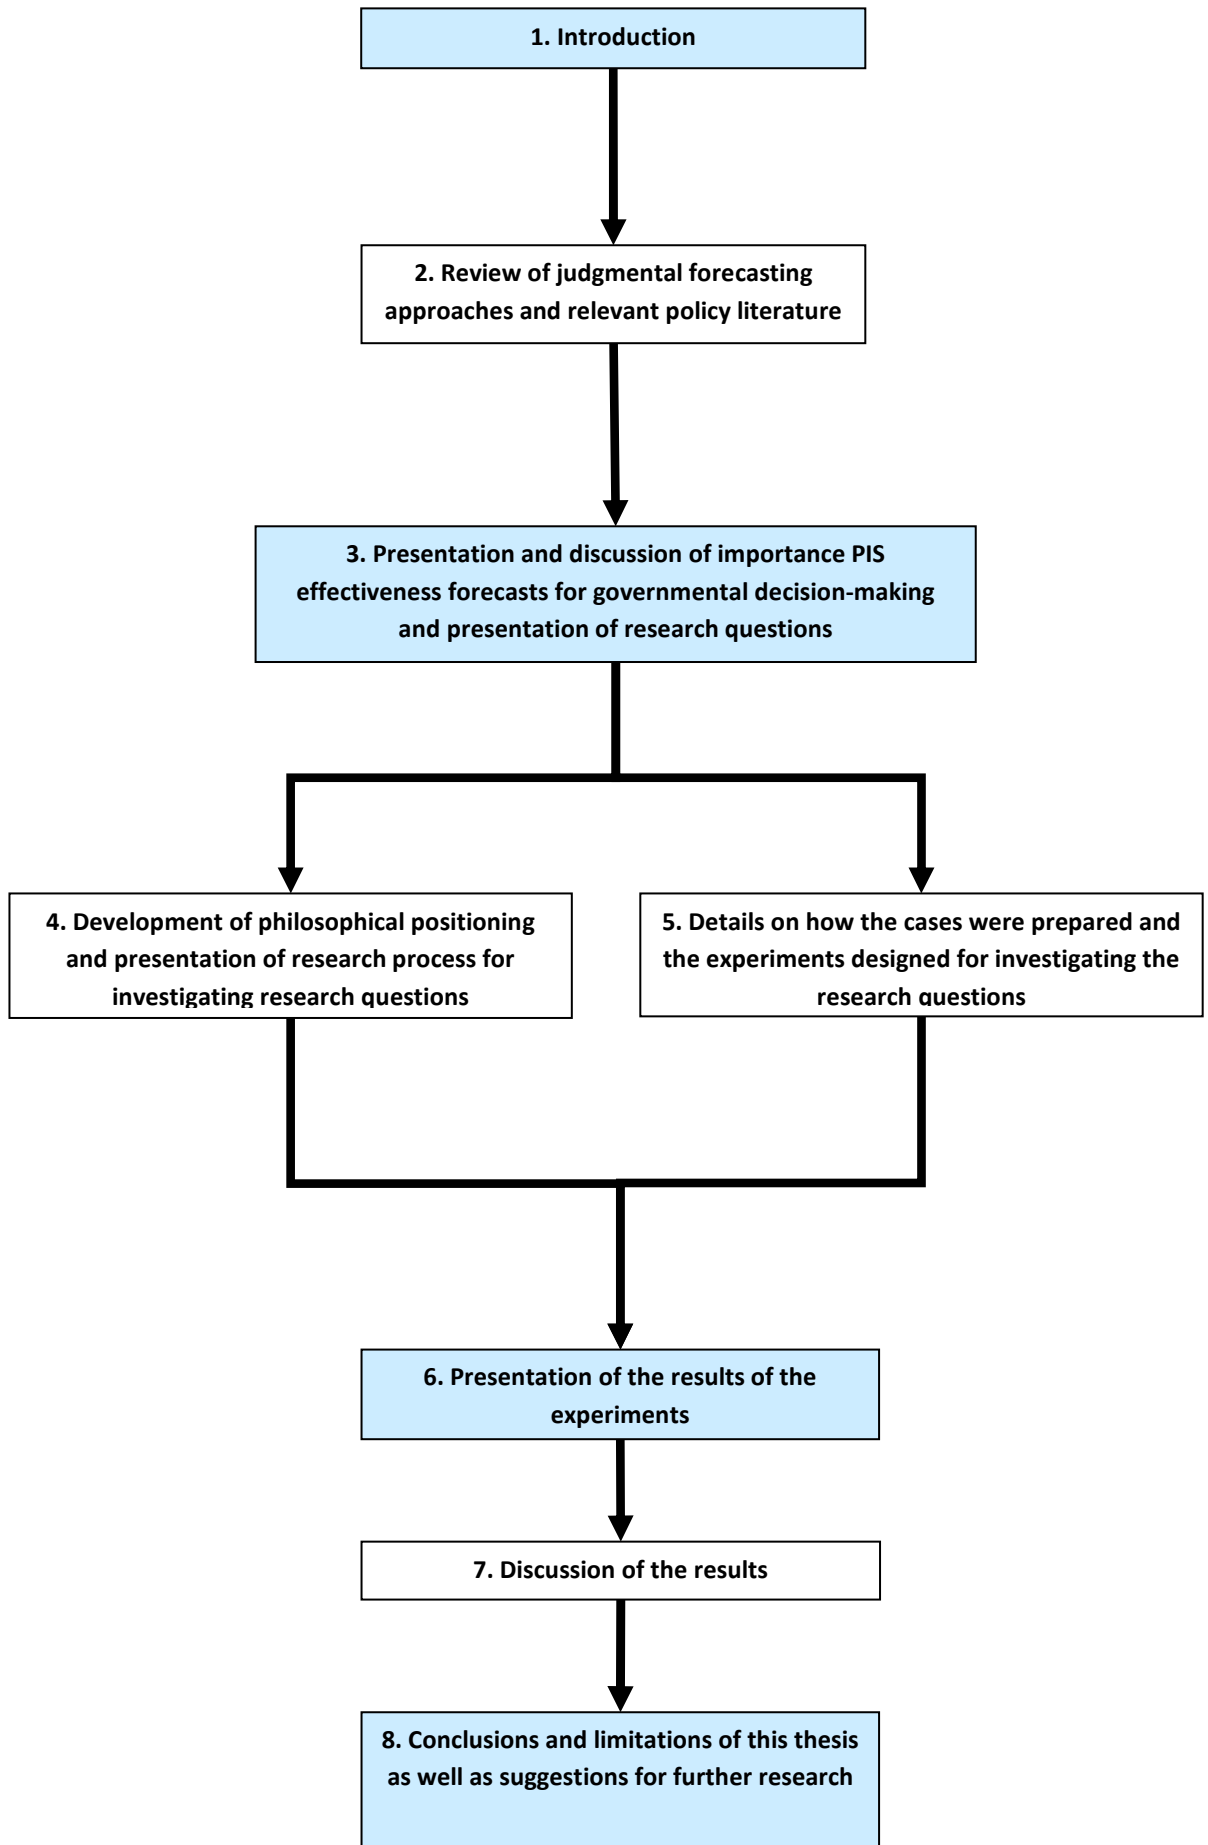 1. Introduction
2. Review of judgmental forecasting
approaches and relevant policy literature
3. Presentation and discussion of importance PIS
effectiveness forecasts for governmental decision-making
and presentation of research questions
4. Development of philosophical positioning
and presentation of research process for
investigating research questions
5. Details on how the cases were prepared and
the experiments designed for investigating the
research questions
6. Presentation of the results of the
experiments
7. Discussion of the results
8. Conclusions and limitations of this thesis
as well as suggestions for further research